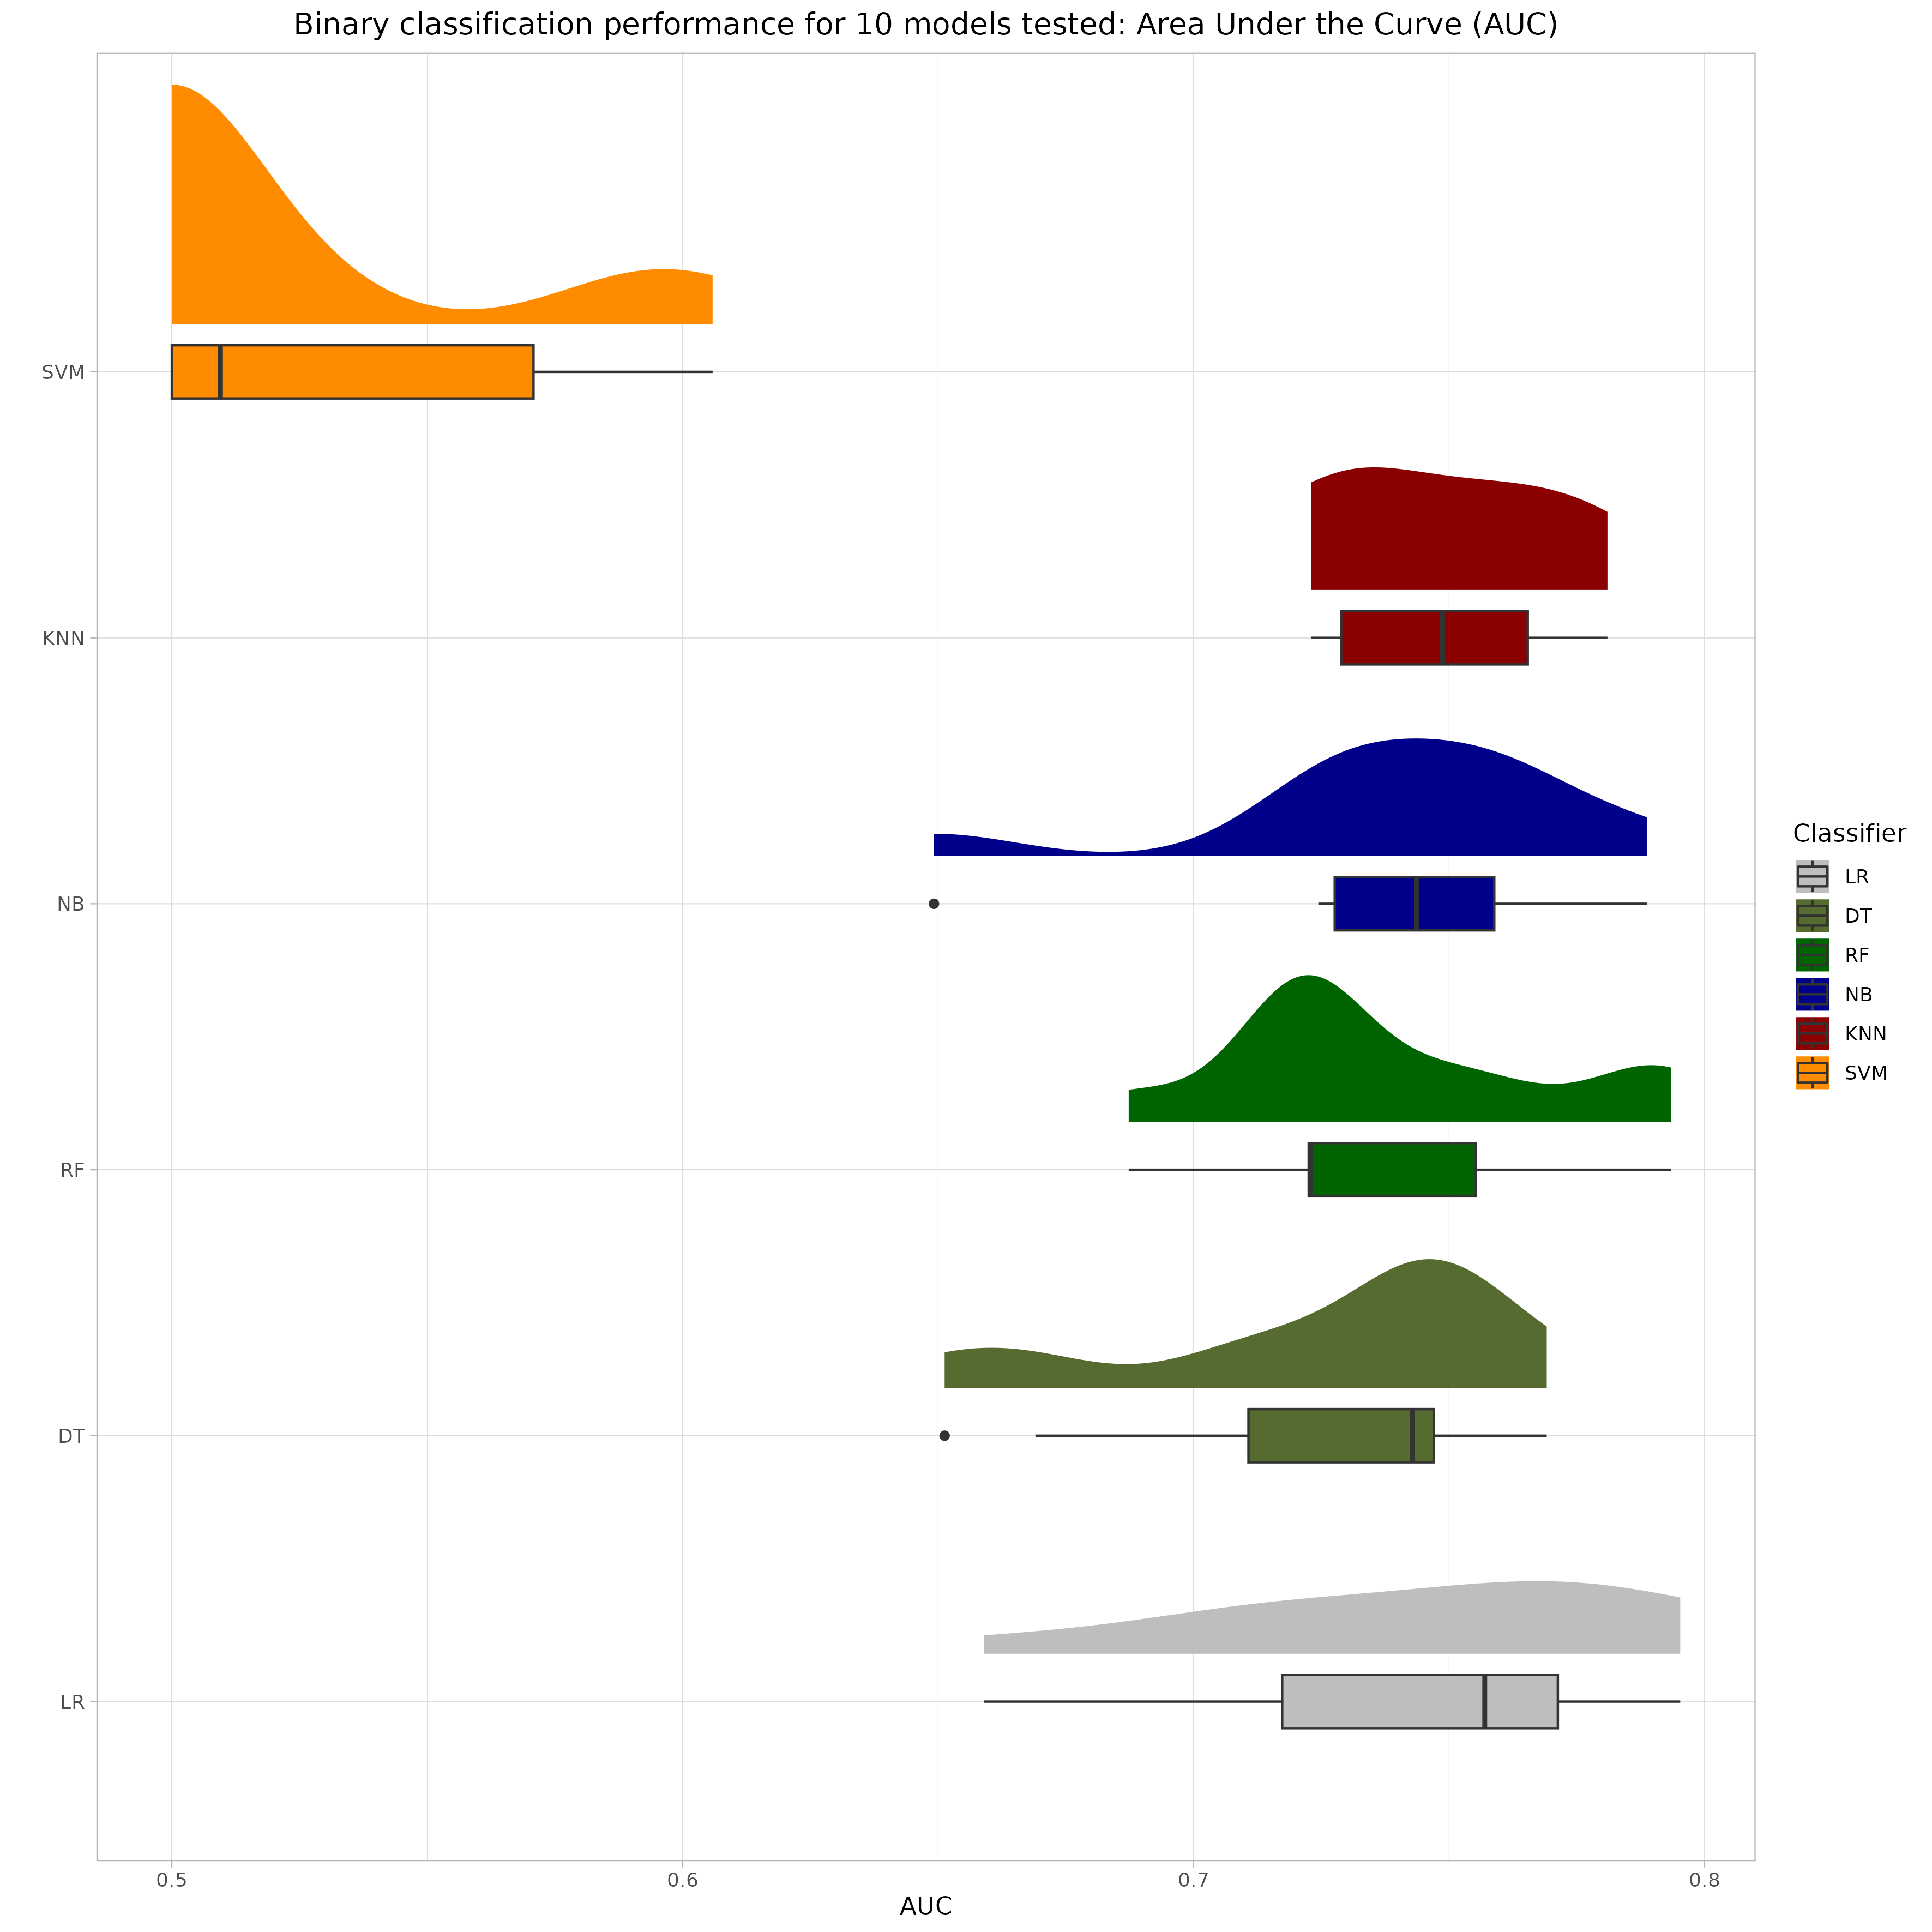 Binary classification performance for 10 models tested: Area Under the Curve (AUC)
SVM
KNN
NB
RF
DT
LR
0.5
0.6
0.7
0.8
AUC
Classifier
LR
DT
RF
NB
KNN
SVM